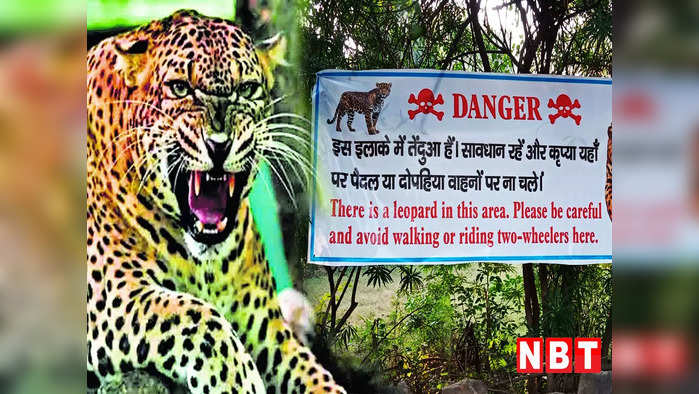 DANGER
इस इलाके में तेंदुआ हैं। सावधान रहें और कृप्या यहाँ
पर पैदल या दोपहिया वाहनों पर ना चले।
There is a leopard in this area. Please be careful
and avoid walking or riding two-wheelers here.
NBT